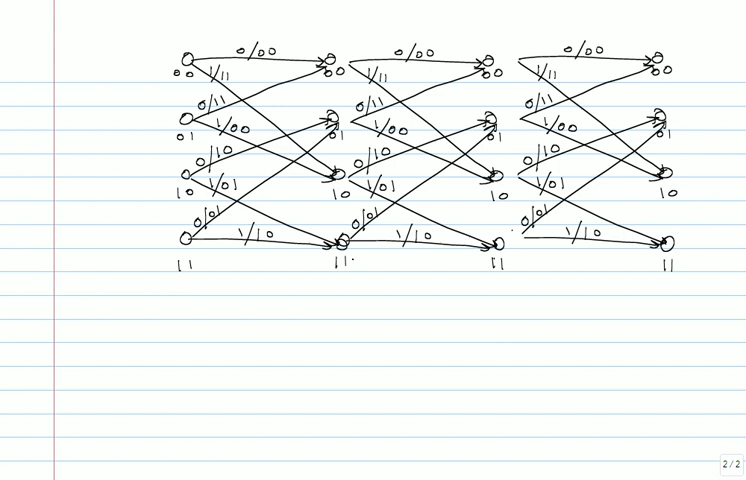 0/00 0/00 0/00
00 1/11 00 1/11 00 1/11 00
0/11 0/11 0/11
01 1/00 01 1/00 01 1/00 01
0/10 0/10 0/10
10 1/01 10 1/01 10 1/01 10
0/01 0/01 0/01
1/10 1/10 1/10
11 11 11 11
2/2